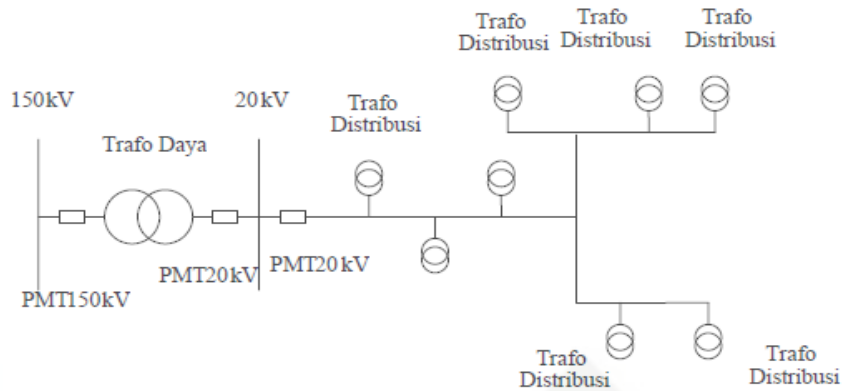 Trafo
Distribusi
Trafo
Distribusi
Trafo
Distribusi
150kV
20kV
Trafo
Distribusi
Trafo Daya
PMT20kV
PMT20kV
PMT150kV
Trafo
Distribusi
Trafo
Distribusi